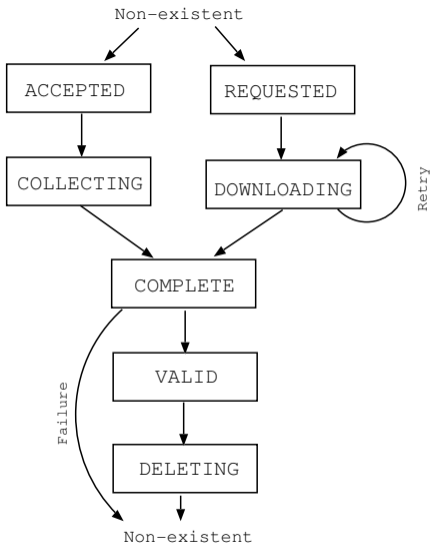 Non-existent
ACCEPTED
REQUESTED
COLLECTING
DOWNLOADING
Retry
COMPLETE
VALID
Failure
DELETING
Non-existent